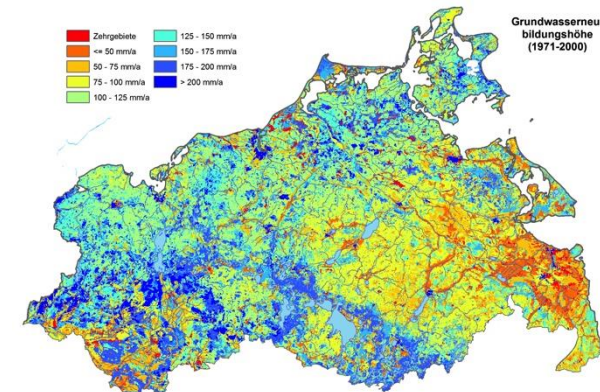 Grundwasserneu
bildungshöhe
(1971-2000)
Zehrgebiete
<= 50 mm/a
50 - 75 mm/a
75 - 100 mm/a
100 - 125 mm/a
125 - 150 mm/a
150 - 175 mm/a
175 - 200 mm/a
> 200 mm/a